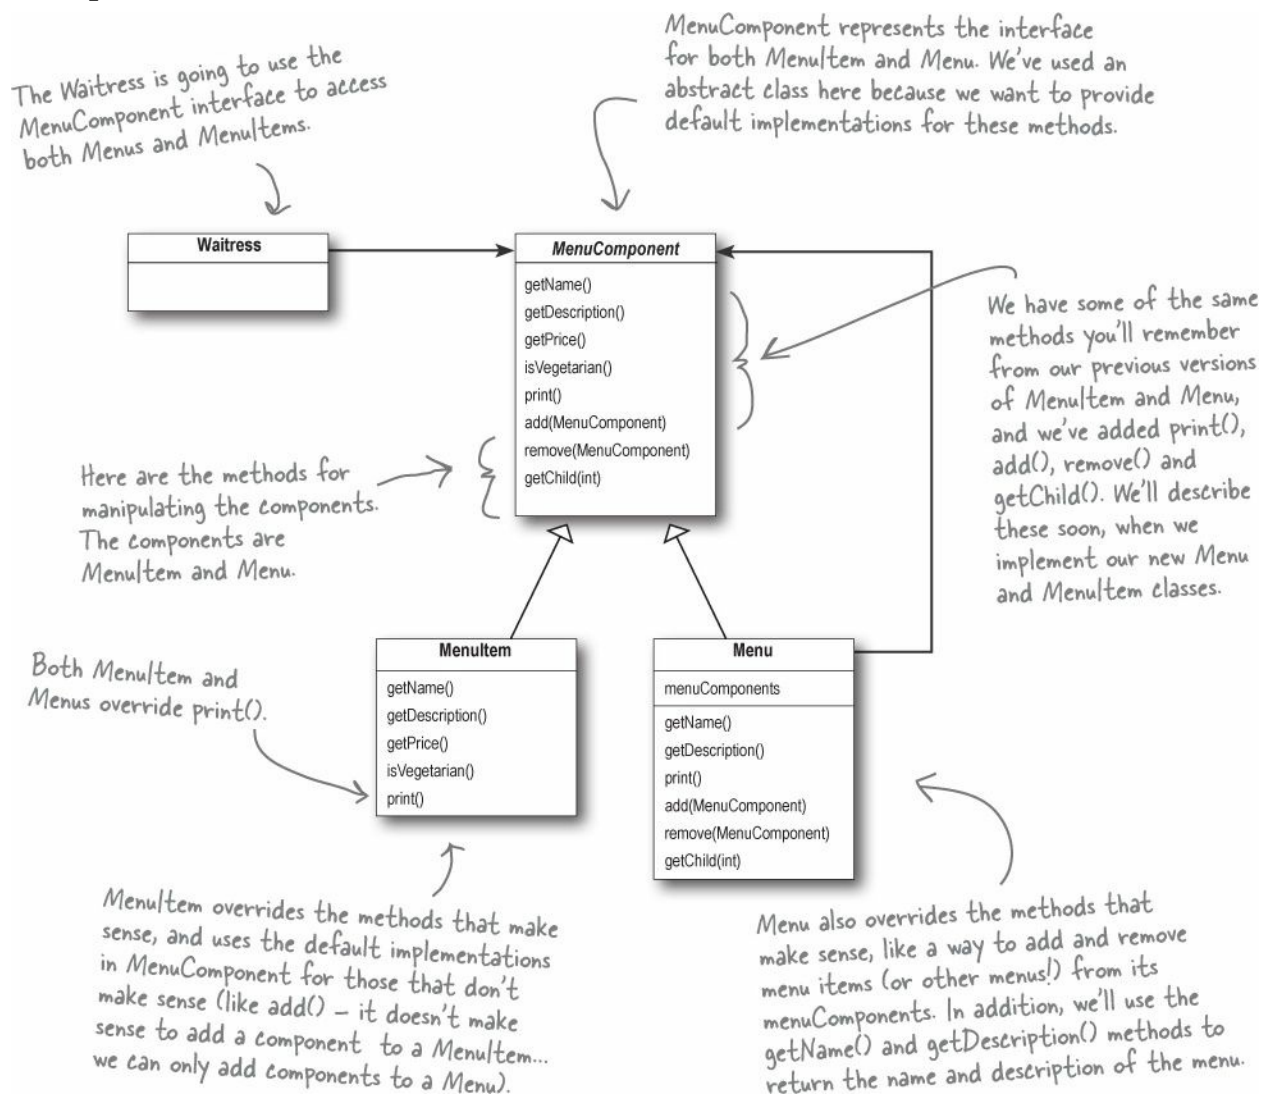 The Waitress is going to use the
MenuComponent interface to access
both Menus and MenuItems.
MenuComponent represents the interface
for both MenuItem and Menu. We've used an
abstract class here because we want to provide
default implementations for these methods.
Waitress
MenuComponent
getName()
getDescription()
getPrice()
isVegetarian()
print()
add(MenuComponent)
remove(MenuComponent)
getChild(int)
We have some of the same
methods you'll remember
from our previous versions
of MenuItem and Menu,
and we've added print(),
add(), remove() and
getChild(). We'll describe
these soon, when we
implement our new Menu
and MenuItem classes.
Here are the methods for
manipulating the components.
The components are
MenuItem and Menu.
Both MenuItem and
Menus override print().
MenuItem
getName()
getDescription()
getPrice()
isVegetarian()
print()
Menu
menuComponents
getName()
getDescription()
print()
add(MenuComponent)
remove(MenuComponent)
getChild(int)
MenuItem overrides the methods that make
sense, and uses the default implementations
in MenuComponent for those that don't
make sense (like add() – it doesn't make
sense to add a component to a MenuItem...
we can only add components to a Menu).
Menu also overrides the methods that
make sense, like a way to add and remove
menu items (or other menus!) from its
menuComponents. In addition, we'll use the
getName() and getDescription() methods to
return the name and description of the menu.